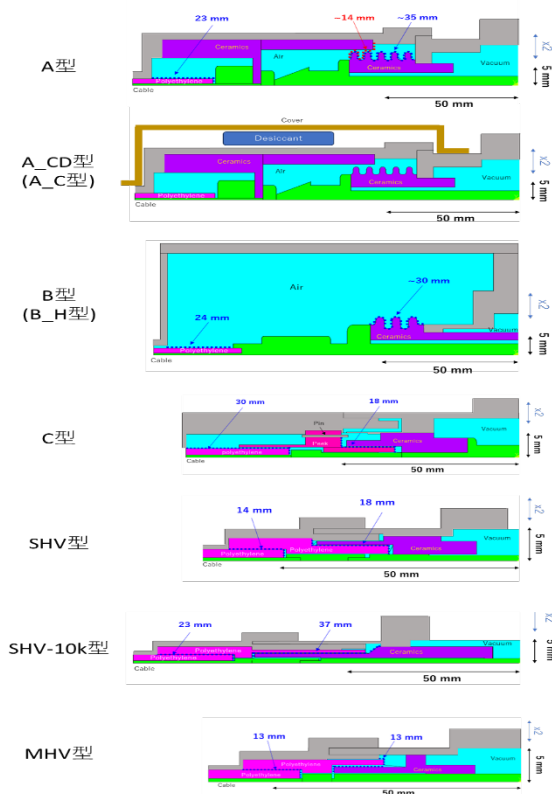 23 mm
~14 mm
~35 mm
A型
Ceramics
Air
Ceramics
Vacuum
Polyethylene
Cable
x2
5 mm
50 mm
Cover
Desiccant
A_CD型
(A_C型)
Ceramics
Air
Ceramics
Vacuum
Polyethylene
Cable
x2
5 mm
50 mm
B型
(B_H型)
Air
~30 mm
24 mm
Polyethylene
Ceramics
Vacuum
Cable
x2
5 mm
50 mm
C型
30 mm
Pin
18 mm
Peek
Ceramics
Vacuum
polyethylene
Cable
x2
5 mm
50 mm
SHV型
14 mm
18 mm
Polyethylene
Polyethylene
Ceramics
Vacuum
Cable
x2
5 mm
50 mm
SHV-10k型
23 mm
37 mm
Polyethylene
Polyethylene
Ceramics
Vacuum
Cable
x2
5 mm
50 mm
MHV型
13 mm
13 mm
Polyethylene
Polyethylene
Ceramics
Vacuum
Cable
x2
5 mm
50 mm